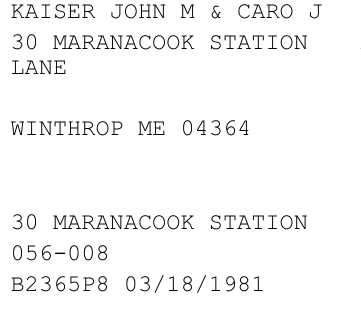 KAISER JOHN M & CARO J
30 MARANACOOK STATION
LANE
WINTHROP ME 04364
30 MARANACOOK STATION
056-008
B2365P8 03/18/1981